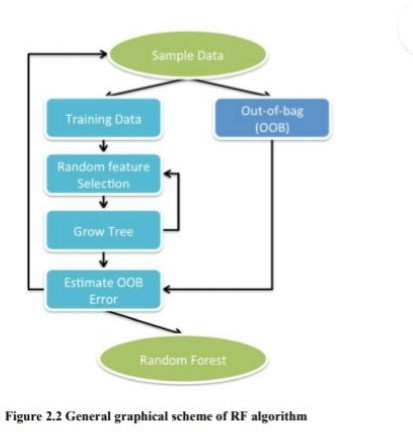 Sample Data
Training Data
Out-of-bag
(OOB)
Random feature
Selection
Grow Tree
Estimate OOB
Error
Random Forest
Figure 2.2 General graphical scheme of RF algorithm